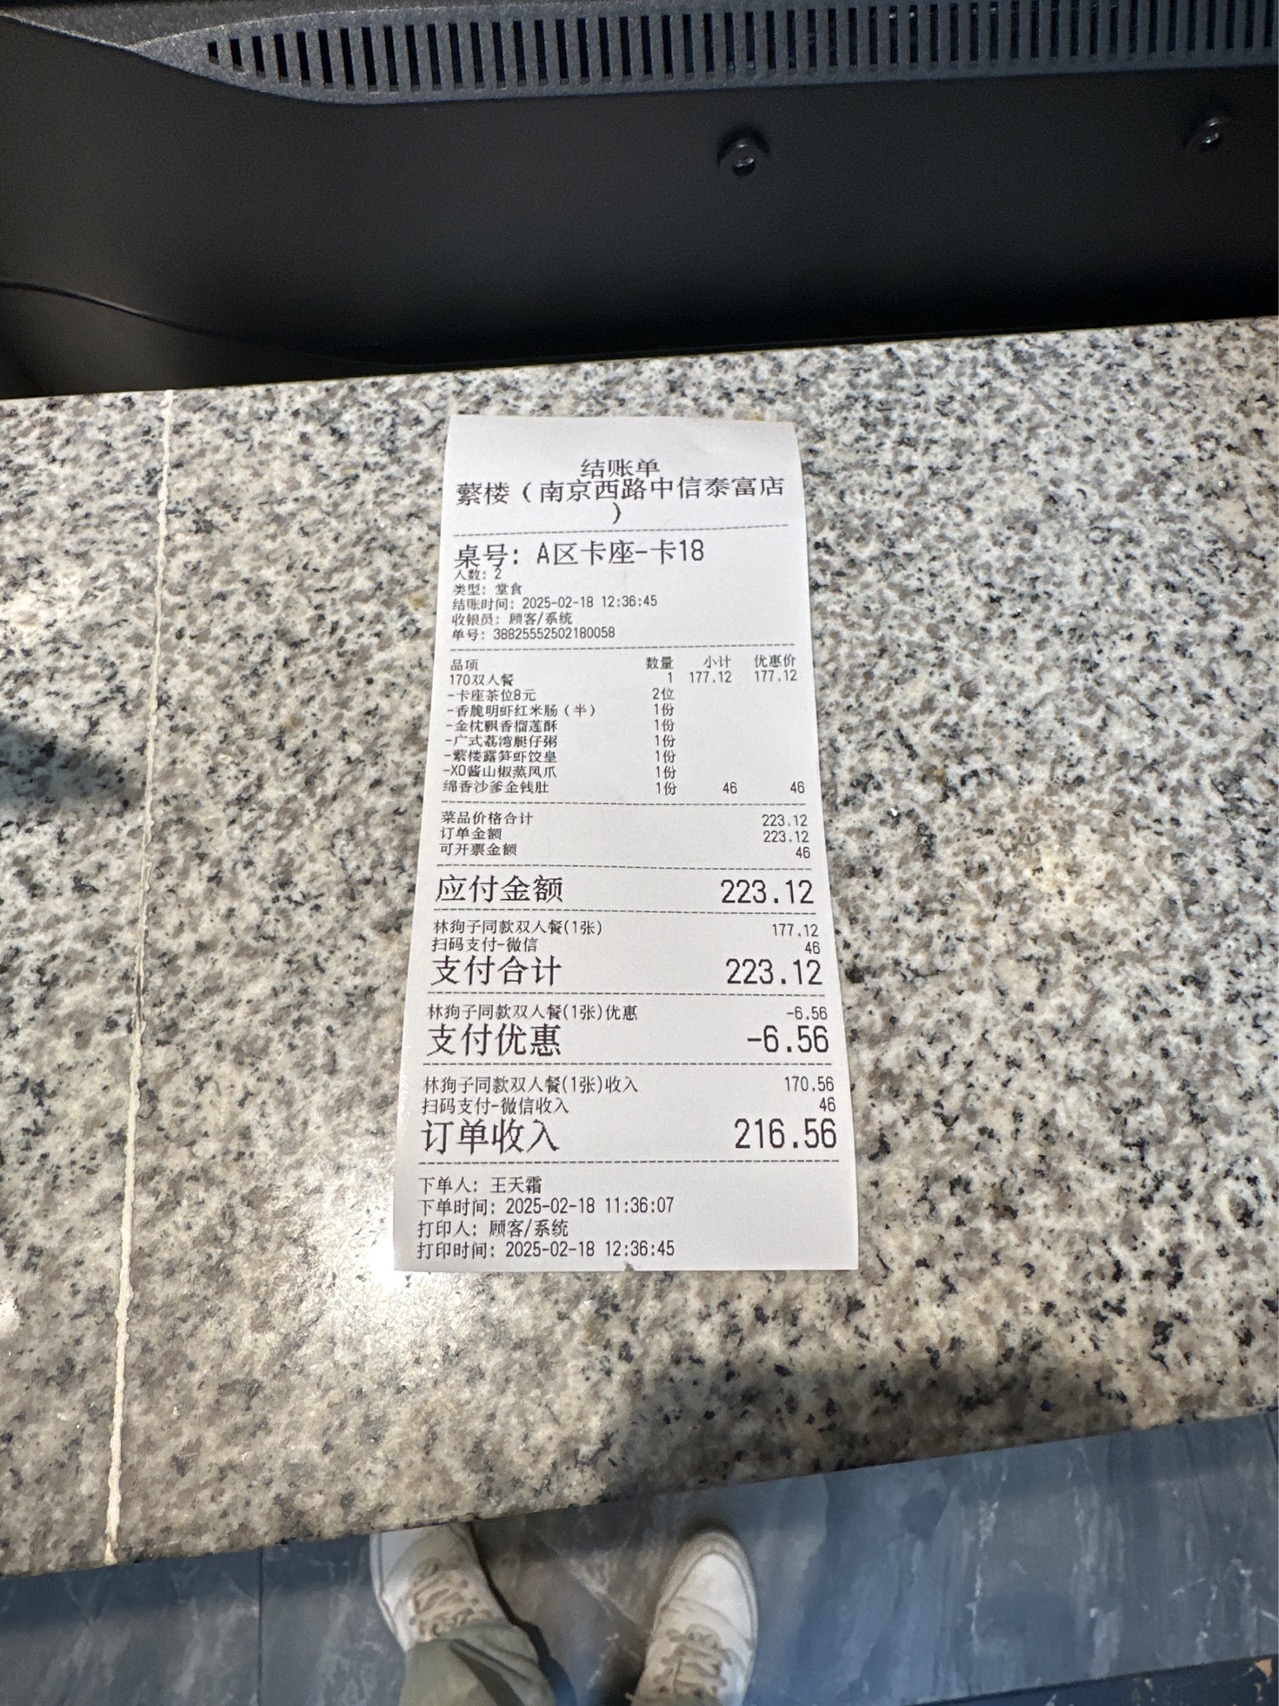 结账单
蘩楼（南京西路中信泰富店
）
桌号: A区卡座-卡18
人数: 2
类型: 堂食
结账时间: 2025-02-18 12:36:45
收银员: 顾客/系统
单号: 38825552502180058
品项 数量 小计 优惠价
170双人餐 1 177.12 177.12
-卡座茶位8元 2位
-香脆明虾红米肠（半） 1份
-金枕飘香榴莲酥 1份
-广式荔湾艇仔粥 1份
-蘩楼露笋虾饺皇 1份
-XO酱山椒蒸凤爪 1份
绵香沙爹金钱肚 1份 46 46
菜品价格合计 223.12
订单金额 223.12
可开票金额 46
应付金额 223.12
林狗子同款双人餐(1张) 177.12
扫码支付-微信 46
支付合计 223.12
林狗子同款双人餐(1张)优惠 -6.56
支付优惠 -6.56
林狗子同款双人餐(1张)收入 170.56
扫码支付-微信收入 46
订单收入 216.56
下单人: 王天霜
下单时间: 2025-02-18 11:36:07
打印人: 顾客/系统
打印时间: 2025-02-18 12:36:45